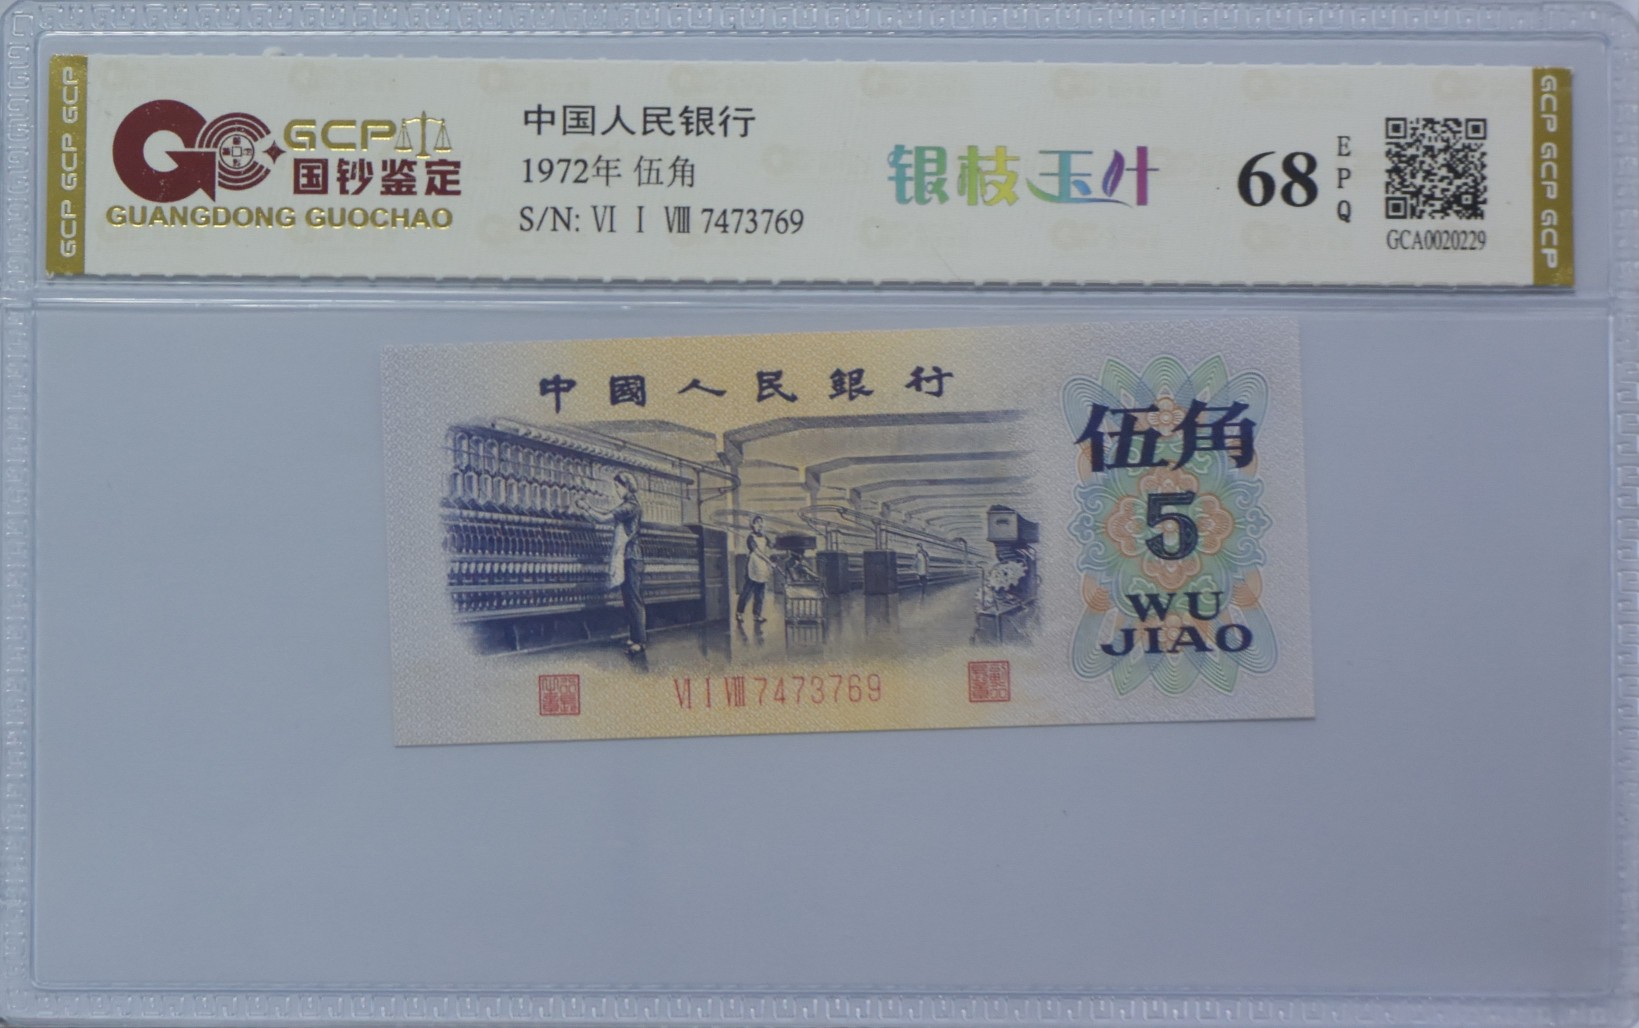 GCP GCP GCP
GCP
国钞鉴定
GUANGDONG GUOCHAO
中国人民银行
1972年 伍角
S/N: Ⅵ Ⅰ Ⅷ 7473769
银枝玉叶
68
EPQ
GCA0020229
GCP GCP GCP
中國人民銀行
伍角
5
WU
JIAO
Ⅵ Ⅰ Ⅷ 7473769